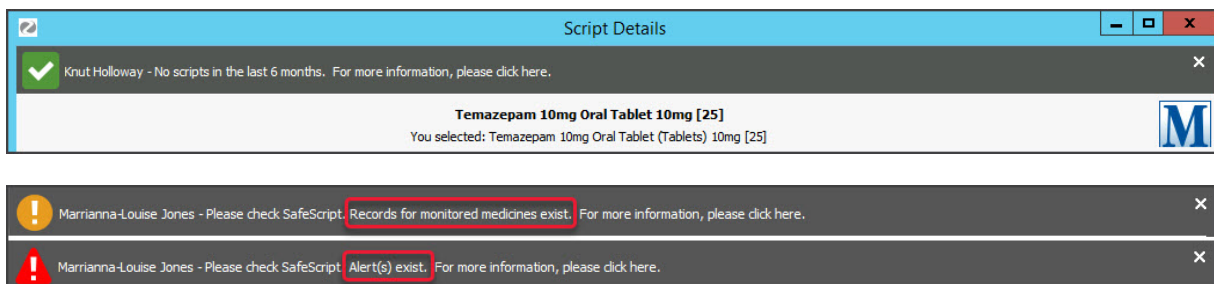 Script Details
Knut Holloway - No scripts in the last 6 months. For more information, please click here.
Temazepam 10mg Oral Tablet 10mg [25]
You selected: Temazepam 10mg Oral Tablet (Tablets) 10mg [25]
M
Marrianna-Louise Jones - Please check SafeScript. Records for monitored medicines exist. For more information, please click here.
Marrianna-Louise Jones - Please check SafeScript. Alert(s) exist. For more information, please click here.